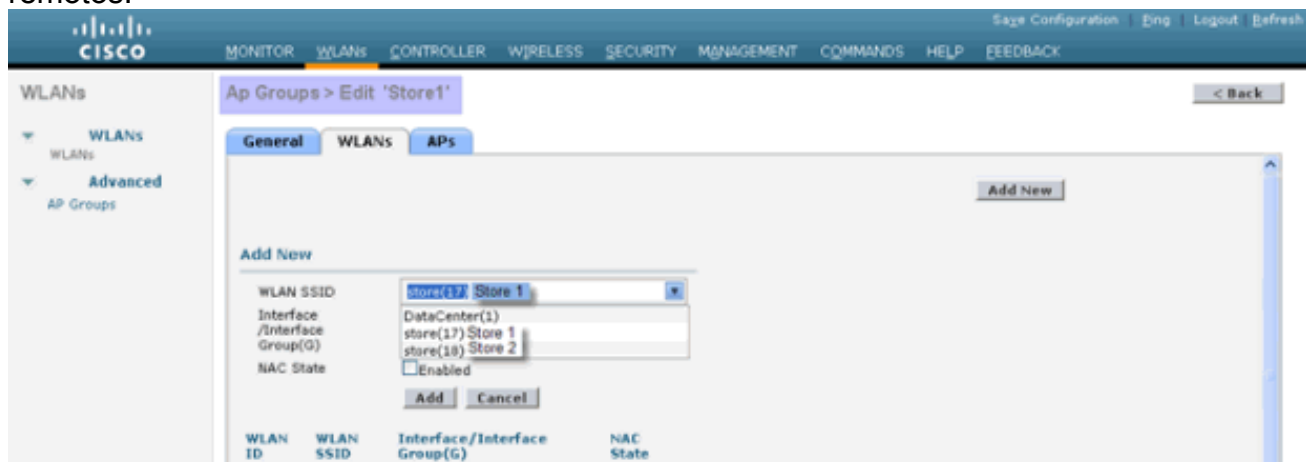 remotes.
Save Configuration | Ping | Logout | Refresh
CISCO
MONITOR WLANs CONTROLLER WIRELESS SECURITY MANAGEMENT COMMANDS HELP FEEDBACK
WLANs
Ap Groups > Edit 'Store1'
< Back
WLANs
WLANs
Advanced
AP Groups
General WLANs APs
Add New
Add New
WLAN SSID store(17) Store 1
Interface /Interface Group(G)
DataCenter(1)
store(17) Store 1
store(18) Store 2
NAC State Enabled
Add Cancel
WLAN ID WLAN SSID Interface/Interface Group(G) NAC State